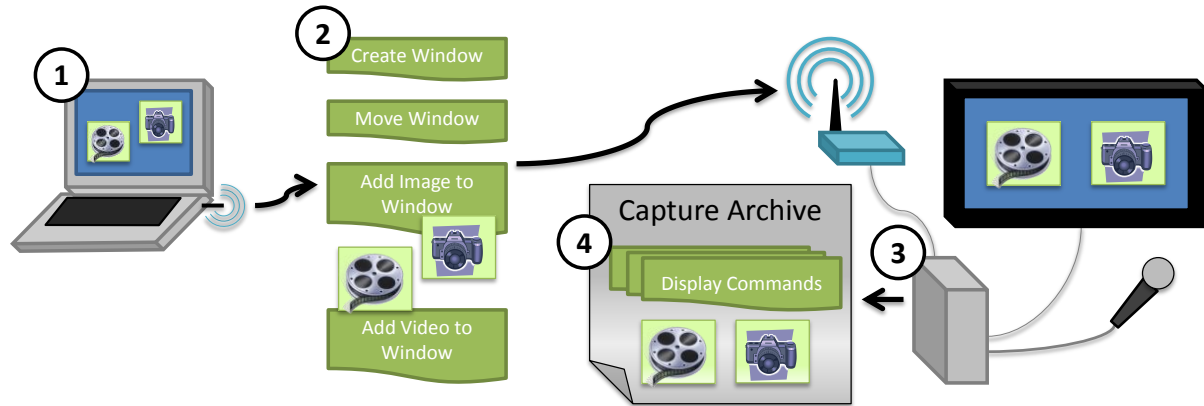 1
2
Create Window
Move Window
Add Image to
Window
Add Video to
Window
3
4
Capture Archive
Display Commands